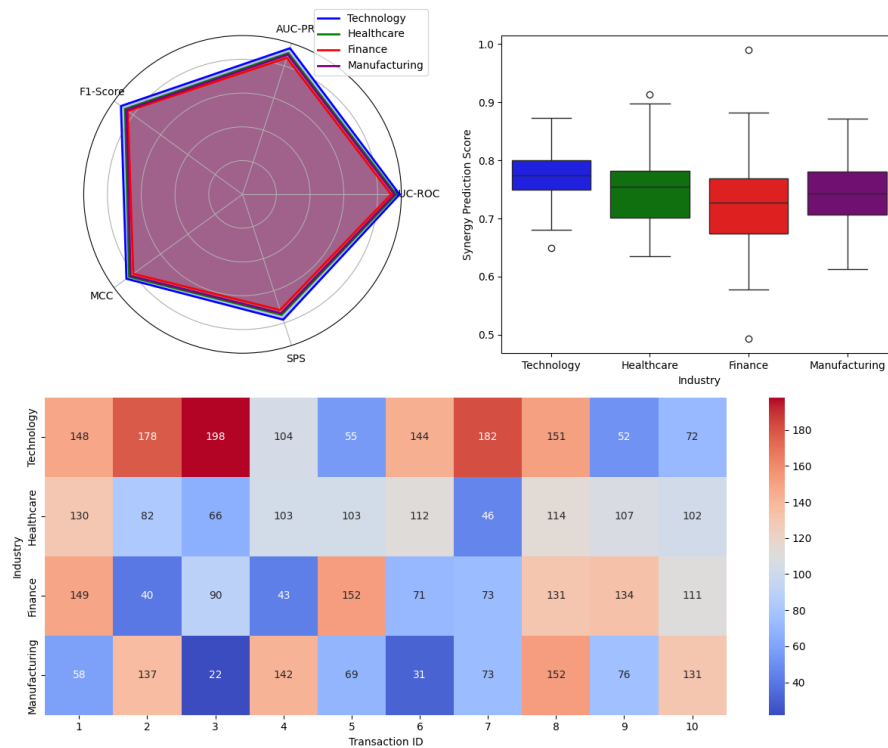 AUC-PR
Technology
Healthcare
Finance
Manufacturing
F1-Score
UC-ROC
MCC
SPS
Synergy Prediction Score
1.0
0.9
0.8
0.7
0.6
0.5
Technology Healthcare Finance Manufacturing
Industry
Industry
Technology 148 178 198 104 55 144 182 151 52 72
Healthcare 130 82 66 103 103 112 46 114 107 102
Finance 149 40 90 43 152 71 73 131 134 111
Manufacturing 58 137 22 142 69 31 73 152 76 131
1 2 3 4 5 6 7 8 9 10
Transaction ID
180
160
140
120
100
80
60
40